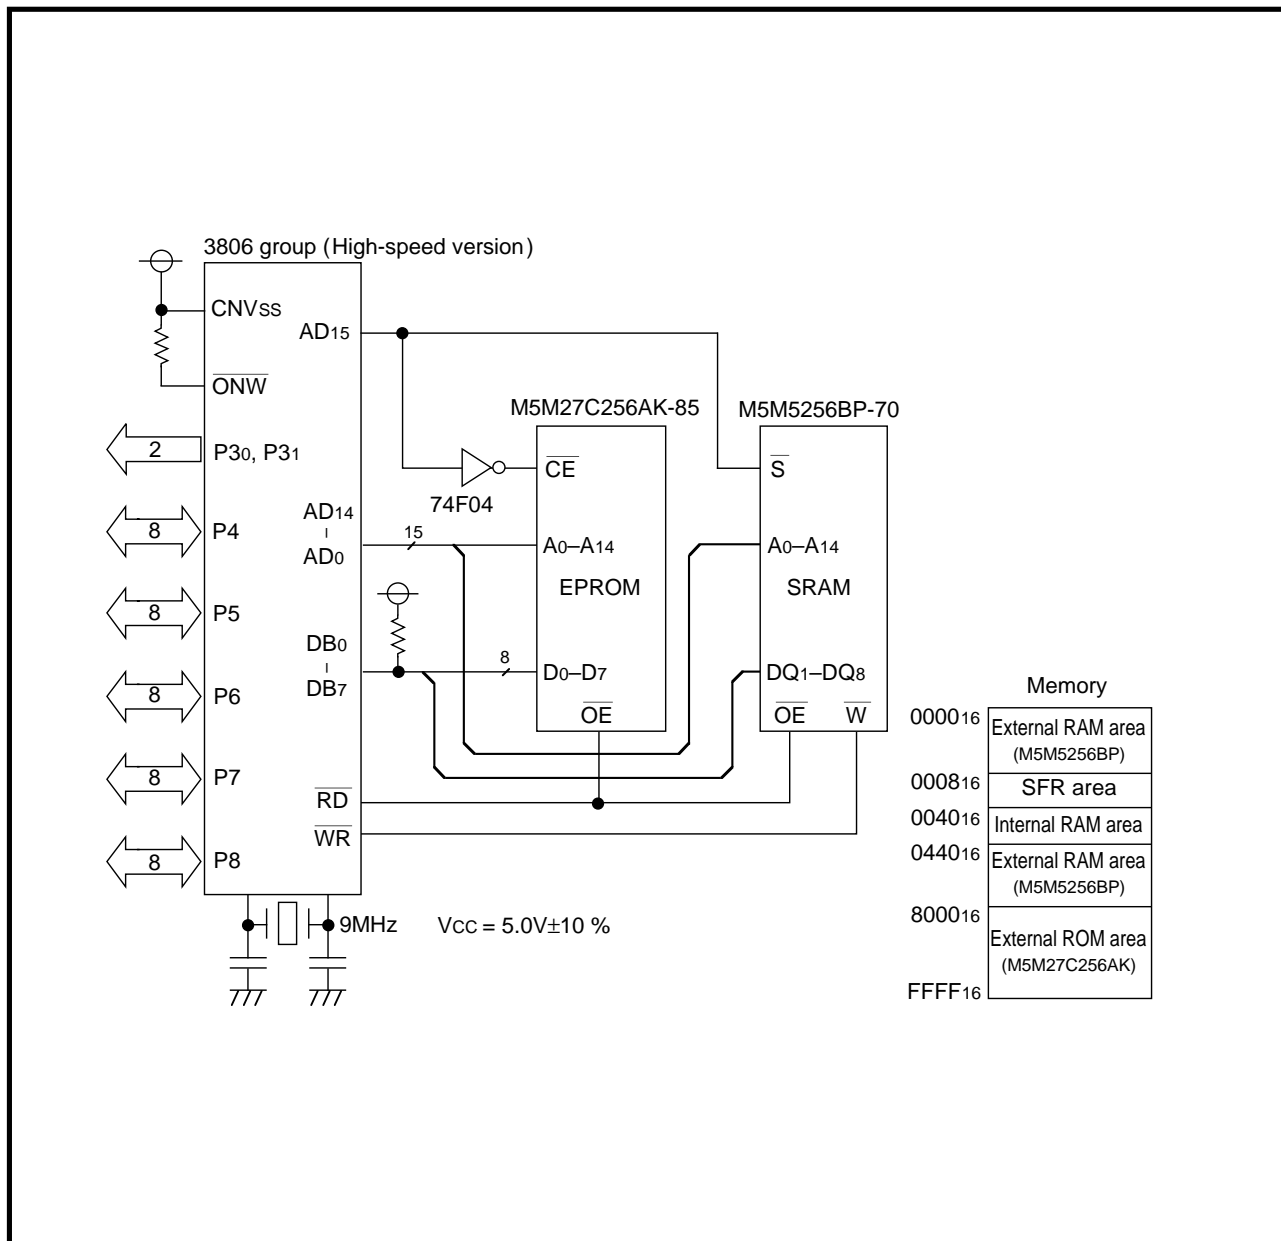 3806 group (High-speed version)
CNVSS
AD15
ONW
M5M27C256AK-85
M5M5256BP-70
2
P30, P31
CE
S
74F04
8
P4
AD14
AD0
15
A0–A14
A0–A14
EPROM
SRAM
8
P5
DB0
DB7
8
D0–D7
DQ1–DQ8
8
P6
OE
OE
W
8
P7
RD
WR
8
P8
9MHz
VCC = 5.0V±10 %
Memory
000016
External RAM area
(M5M5256BP)
000816
SFR area
004016
Internal RAM area
044016
External RAM area
(M5M5256BP)
800016
External ROM area
(M5M27C256AK)
FFFF16